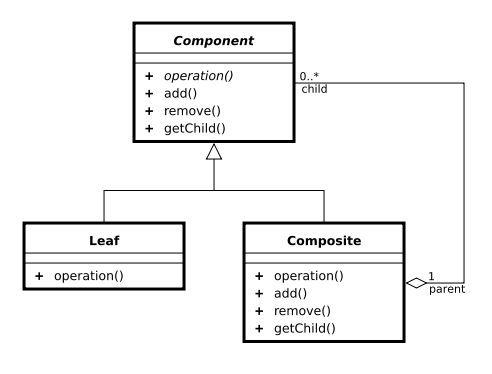 Component
+ operation()
+ add()
+ remove()
+ getChild()
0..*
child
Leaf
+ operation()
Composite
+ operation()
+ add()
+ remove()
+ getChild()
1
parent